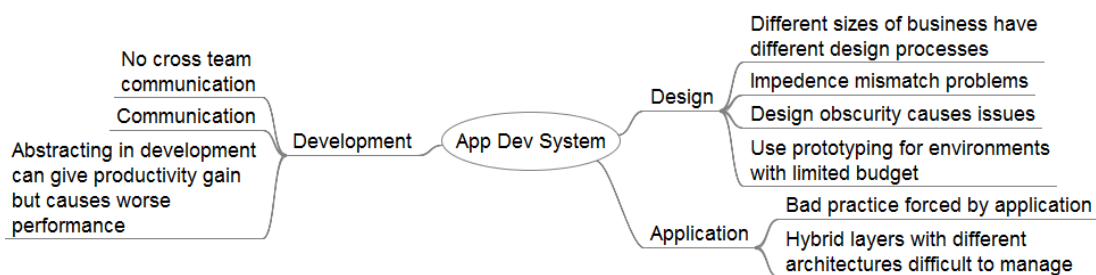 No cross team
communication
Communication
Abstracting in development
can give productivity gain
but causes worse
performance
Development
App Dev System
Design
Different sizes of business have
different design processes
Impedence mismatch problems
Design obscurity causes issues
Use prototyping for environments
with limited budget
Application
Bad practice forced by application
Hybrid layers with different
architectures difficult to manage